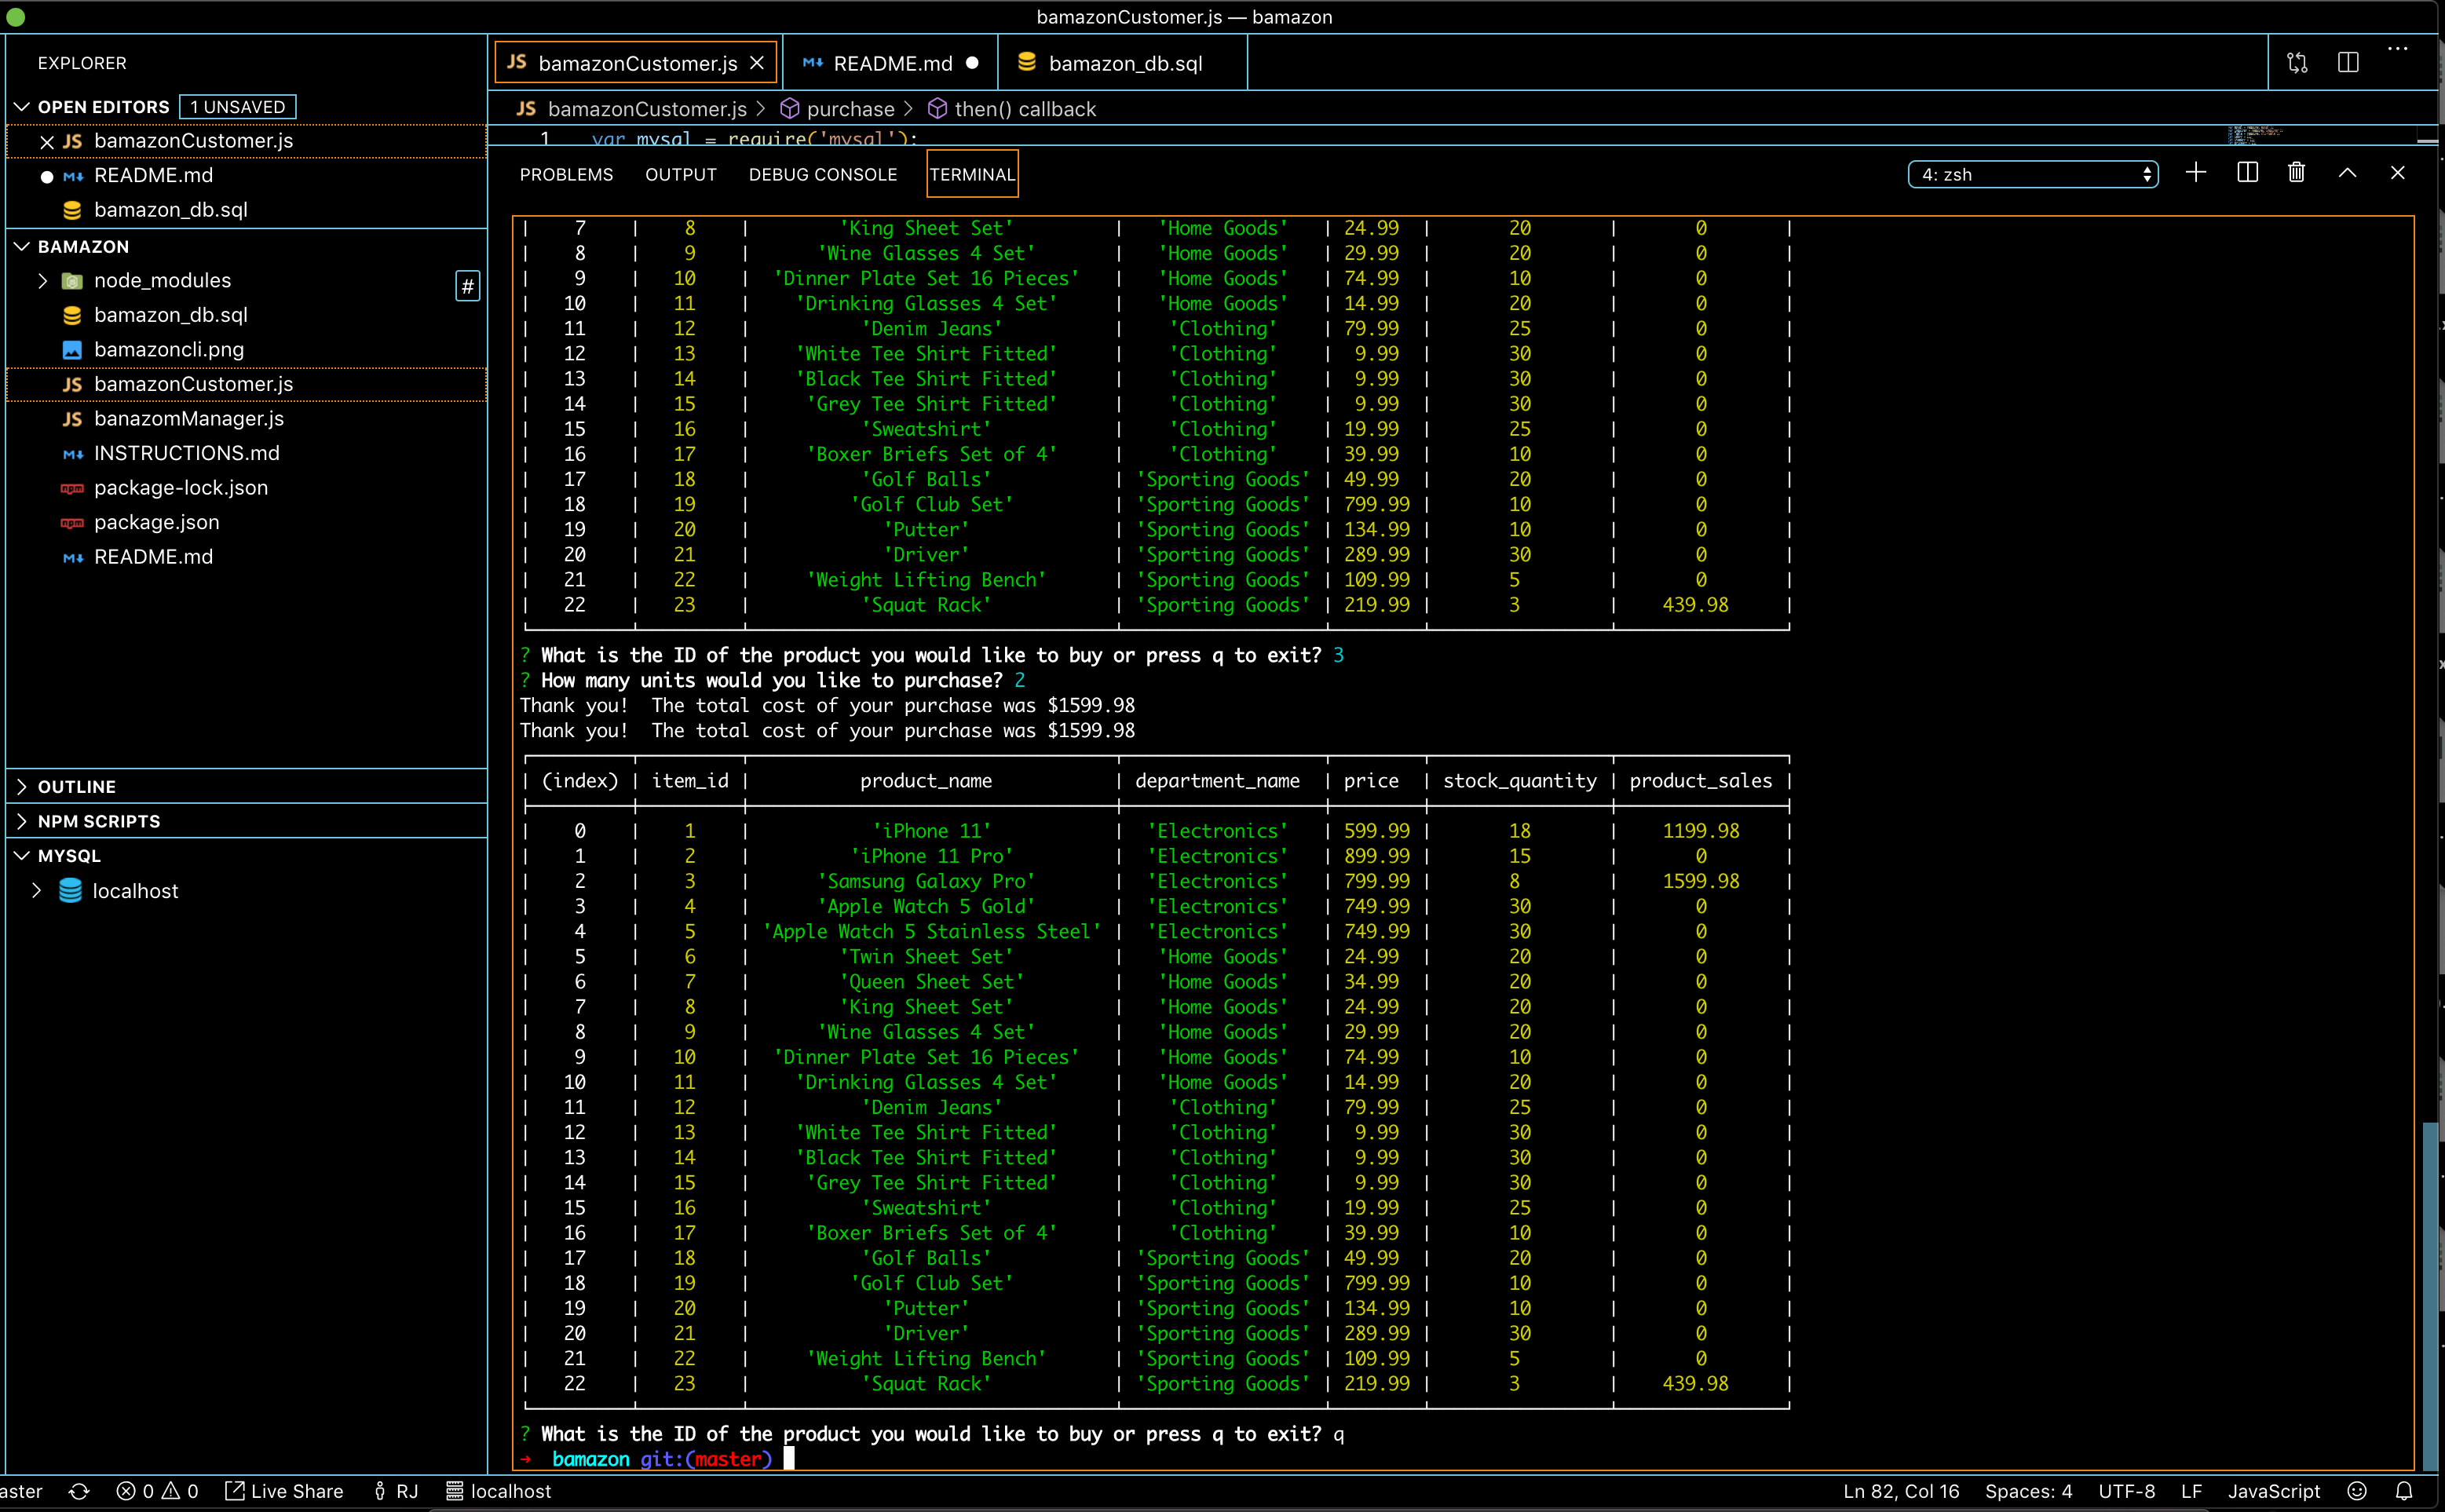 bamazonCustomer.js — bamazon
EXPLORER
OPEN EDITORS 1 UNSAVED
JS bamazonCustomer.js
README.md
bamazon_db.sql
BAMAZON
node_modules #
bamazon_db.sql
bamazoncli.png
JS bamazonCustomer.js
JS banazomManager.js
INSTRUCTIONS.md
npm package-lock.json
npm package.json
README.md
OUTLINE
NPM SCRIPTS
MYSQL
localhost
JS bamazonCustomer.js README.md bamazon_db.sql
JS bamazonCustomer.js > purchase > then() callback
1 var mysql = require('mysql');
PROBLEMS OUTPUT DEBUG CONSOLE TERMINAL 4: zsh
| 7 | 8 | 'King Sheet Set' | 'Home Goods' | 24.99 | 20 | 0 |
| 8 | 9 | 'Wine Glasses 4 Set' | 'Home Goods' | 29.99 | 20 | 0 |
| 9 | 10 | 'Dinner Plate Set 16 Pieces' | 'Home Goods' | 74.99 | 10 | 0 |
| 10 | 11 | 'Drinking Glasses 4 Set' | 'Home Goods' | 14.99 | 20 | 0 |
| 11 | 12 | 'Denim Jeans' | 'Clothing' | 79.99 | 25 | 0 |
| 12 | 13 | 'White Tee Shirt Fitted' | 'Clothing' | 9.99 | 30 | 0 |
| 13 | 14 | 'Black Tee Shirt Fitted' | 'Clothing' | 9.99 | 30 | 0 |
| 14 | 15 | 'Grey Tee Shirt Fitted' | 'Clothing' | 9.99 | 30 | 0 |
| 15 | 16 | 'Sweatshirt' | 'Clothing' | 19.99 | 25 | 0 |
| 16 | 17 | 'Boxer Briefs Set of 4' | 'Clothing' | 39.99 | 10 | 0 |
| 17 | 18 | 'Golf Balls' | 'Sporting Goods' | 49.99 | 20 | 0 |
| 18 | 19 | 'Golf Club Set' | 'Sporting Goods' | 799.99 | 10 | 0 |
| 19 | 20 | 'Putter' | 'Sporting Goods' | 134.99 | 10 | 0 |
| 20 | 21 | 'Driver' | 'Sporting Goods' | 289.99 | 30 | 0 |
| 21 | 22 | 'Weight Lifting Bench' | 'Sporting Goods' | 109.99 | 5 | 0 |
| 22 | 23 | 'Squat Rack' | 'Sporting Goods' | 219.99 | 3 | 439.98 |
? What is the ID of the product you would like to buy or press q to exit? 3
? How many units would you like to purchase? 2
Thank you!  The total cost of your purchase was $1599.98
Thank you!  The total cost of your purchase was $1599.98
| (index) | item_id | product_name | department_name | price | stock_quantity | product_sales |
| 0 | 1 | 'iPhone 11' | 'Electronics' | 599.99 | 18 | 1199.98 |
| 1 | 2 | 'iPhone 11 Pro' | 'Electronics' | 899.99 | 15 | 0 |
| 2 | 3 | 'Samsung Galaxy Pro' | 'Electronics' | 799.99 | 8 | 1599.98 |
| 3 | 4 | 'Apple Watch 5 Gold' | 'Electronics' | 749.99 | 30 | 0 |
| 4 | 5 | 'Apple Watch 5 Stainless Steel' | 'Electronics' | 749.99 | 30 | 0 |
| 5 | 6 | 'Twin Sheet Set' | 'Home Goods' | 24.99 | 20 | 0 |
| 6 | 7 | 'Queen Sheet Set' | 'Home Goods' | 34.99 | 20 | 0 |
| 7 | 8 | 'King Sheet Set' | 'Home Goods' | 24.99 | 20 | 0 |
| 8 | 9 | 'Wine Glasses 4 Set' | 'Home Goods' | 29.99 | 20 | 0 |
| 9 | 10 | 'Dinner Plate Set 16 Pieces' | 'Home Goods' | 74.99 | 10 | 0 |
| 10 | 11 | 'Drinking Glasses 4 Set' | 'Home Goods' | 14.99 | 20 | 0 |
| 11 | 12 | 'Denim Jeans' | 'Clothing' | 79.99 | 25 | 0 |
| 12 | 13 | 'White Tee Shirt Fitted' | 'Clothing' | 9.99 | 30 | 0 |
| 13 | 14 | 'Black Tee Shirt Fitted' | 'Clothing' | 9.99 | 30 | 0 |
| 14 | 15 | 'Grey Tee Shirt Fitted' | 'Clothing' | 9.99 | 30 | 0 |
| 15 | 16 | 'Sweatshirt' | 'Clothing' | 19.99 | 25 | 0 |
| 16 | 17 | 'Boxer Briefs Set of 4' | 'Clothing' | 39.99 | 10 | 0 |
| 17 | 18 | 'Golf Balls' | 'Sporting Goods' | 49.99 | 20 | 0 |
| 18 | 19 | 'Golf Club Set' | 'Sporting Goods' | 799.99 | 10 | 0 |
| 19 | 20 | 'Putter' | 'Sporting Goods' | 134.99 | 10 | 0 |
| 20 | 21 | 'Driver' | 'Sporting Goods' | 289.99 | 30 | 0 |
| 21 | 22 | 'Weight Lifting Bench' | 'Sporting Goods' | 109.99 | 5 | 0 |
| 22 | 23 | 'Squat Rack' | 'Sporting Goods' | 219.99 | 3 | 439.98 |
? What is the ID of the product you would like to buy or press q to exit? q
→ bamazon git:(master)
aster 0 0 Live Share RJ localhost Ln 82, Col 16 Spaces: 4 UTF-8 LF JavaScript